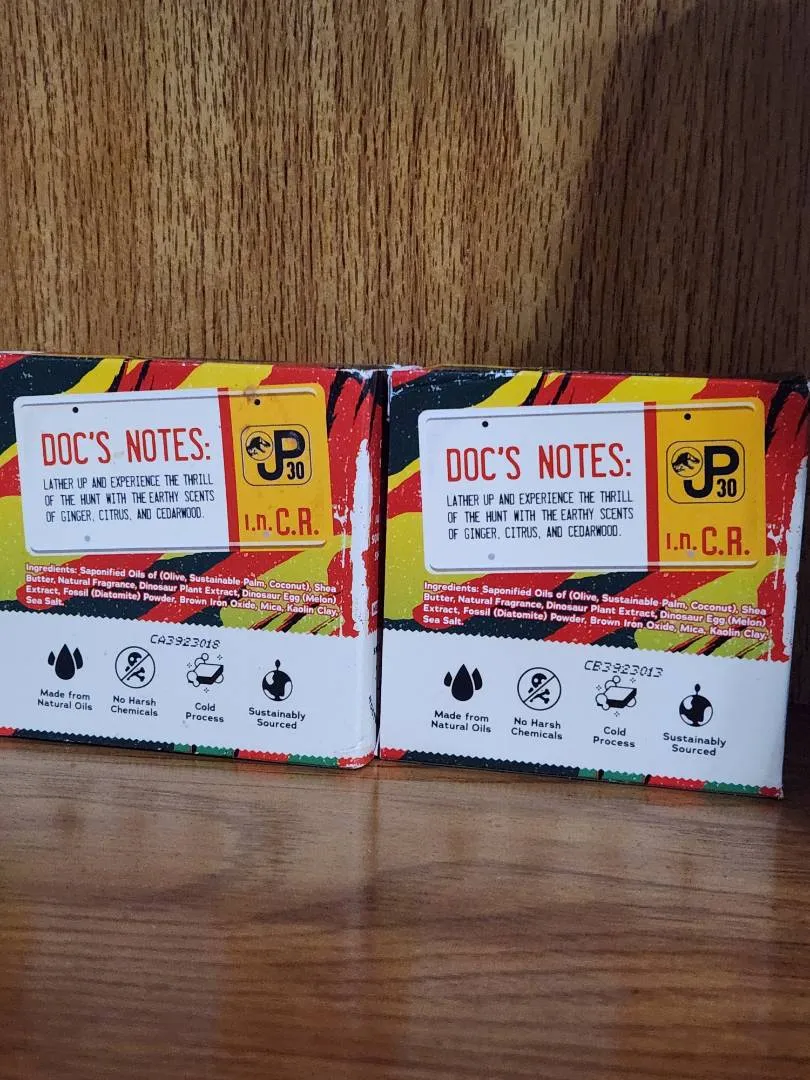 DOC'S NOTES:
LATHER UP AND EXPERIENCE THE THRILL
OF THE HUNT WITH THE EARTHY SCENTS
OF GINGER, CITRUS, AND CEDARWOOD.
JP
30
I.n.C.R.
Ingredients: Saponified Oils of (Olive, Sustainable Palm, Coconut), Shea
Butter, Natural Fragrance, Dinosaur Plant Extract, Dinosaur Egg (Melon)
Extract, Fossil (Diatomite) Powder, Brown Iron Oxide, Mica, Kaolin Clay,
Sea Salt.
CA3923018
Made from
Natural Oils
No Harsh
Chemicals
Cold
Process
Sustainably
Sourced
DOC'S NOTES:
LATHER UP AND EXPERIENCE THE THRILL
OF THE HUNT WITH THE EARTHY SCENTS
OF GINGER, CITRUS, AND CEDARWOOD.
JP
30
I.n.C.R.
Ingredients: Saponified Oils of (Olive, Sustainable Palm, Coconut), Shea
Butter, Natural Fragrance, Dinosaur Plant Extract, Dinosaur Egg (Melon)
Extract, Fossil (Diatomite) Powder, Brown Iron Oxide, Mica, Kaolin Clay,
Sea Salt.
CB3923013
Made from
Natural Oils
No Harsh
Chemicals
Cold
Process
Sustainably
Sourced